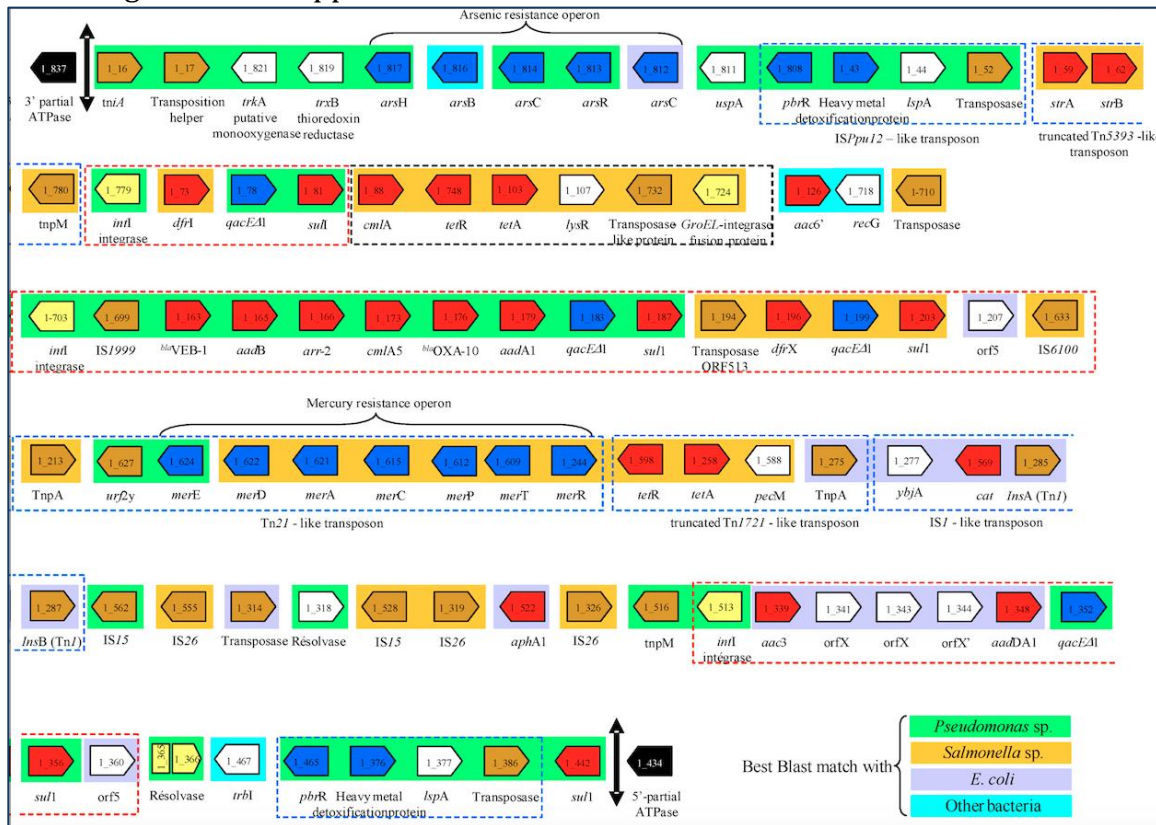 Arsenic resistance operon
1_837 1_16 1_17 1_821 1_819 1_817 1_816 1_814 1_813 1_812 1_811 1_808 1_43 1_44 1_52 1_59 1_62
3' partial ATPase tniA Transposition helper trkA putative monooxygenase trxB thioredoxin reductase arsH arsB arsC arsR arsC uspA pbrR Heavy metal detoxificationprotein lspA Transposase strA strB
ISPpu12 – like transposon truncated Tn5393 -like transposon
1_780 1_779 1_73 1_78 1_81 1_88 1_748 1_103 1_107 1_732 1_724 1_126 1_718 1-710
tnpM intI integrase dfrI qacEΔI sulI cmlA tetR tetA lysR Transposase like protein GroEL-integrase fusion protein aac6' recG Transposase
1-703 1_699 1_163 1_165 1_166 1_173 1_176 1_179 1_183 1_187 1_194 1_196 1_199 1_203 1_207 1_633
intI integrase IS1999 blaVEB-1 aadB arr-2 cmlA5 blaOXA-10 aadA1 qacEΔ1 sul1 Transposase ORF513 dfrX qacEΔ1 sul1 orf5 IS6100
Mercury resistance operon
1_213 1_627 1_624 1_622 1_621 1_615 1_612 1_609 1_244 1_598 1_258 1_588 1_275 1_277 1_569 1_285
TnpA urf2y merE merD merA merC merP merT merR tetR tetA pecM TnpA ybjA cat InsA (Tn1)
Tn21 - like transposon truncated Tn1721 - like transposon IS1 - like transposon
1_287 1_562 1_555 1_314 1_318 1_528 1_319 1_522 1_326 1_516 1_513 1_339 1_341 1_343 1_344 1_348 1_352
InsB (Tn1) IS15 IS26 Transposase Résolvase IS15 IS26 aphA1 IS26 tnpM intI intégrase aac3 orfX orfX orfX' aadDA1 qacEΔ1
1_356 1_360 1_365 1_366 1_467 1_465 1_376 1_377 1_386 1_442 1_434
sul1 orf5 Résolvase trbI pbrR Heavy metal detoxificationprotein lspA Transposase sul1 5'-partial ATPase
Best Blast match with
Pseudomonas sp.
Salmonella sp.
E. coli
Other bacteria